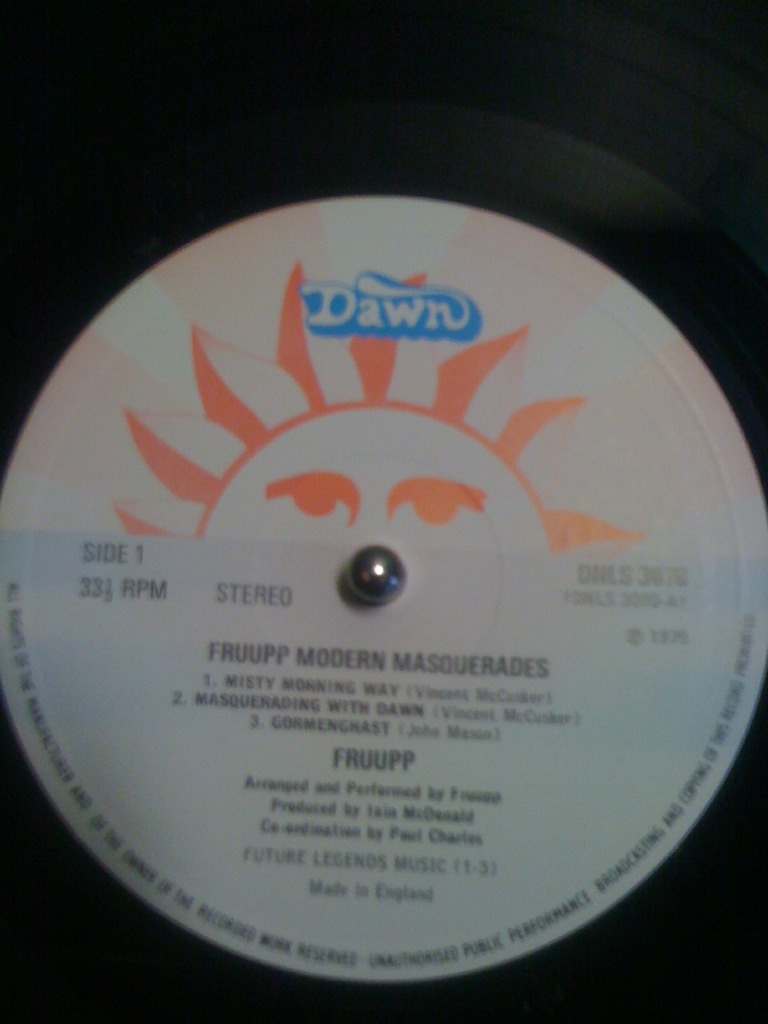 Dawn
SIDE 1
33⅓ RPM STEREO
DNLS 3070
DNLS 3070-A1
℗ 1975
FRUUPP MODERN MASQUERADES
1. MISTY MORNING WAY (Vincent McCusker)
2. MASQUERADING WITH DAWN (Vincent McCusker)
3. GORMENGHAST (John Mason)
FRUUPP
Arranged and Performed by Fruupp
Produced by Iain McDonald
Co-ordination by Paul Charles
FUTURE LEGENDS MUSIC (1-3)
Made in England
ALL RIGHTS OF THE MANUFACTURER AND OF THE OWNER OF THE RECORDED WORK RESERVED · UNAUTHORISED PUBLIC PERFORMANCE BROADCASTING AND COPYING OF THIS RECORD PROHIBITED